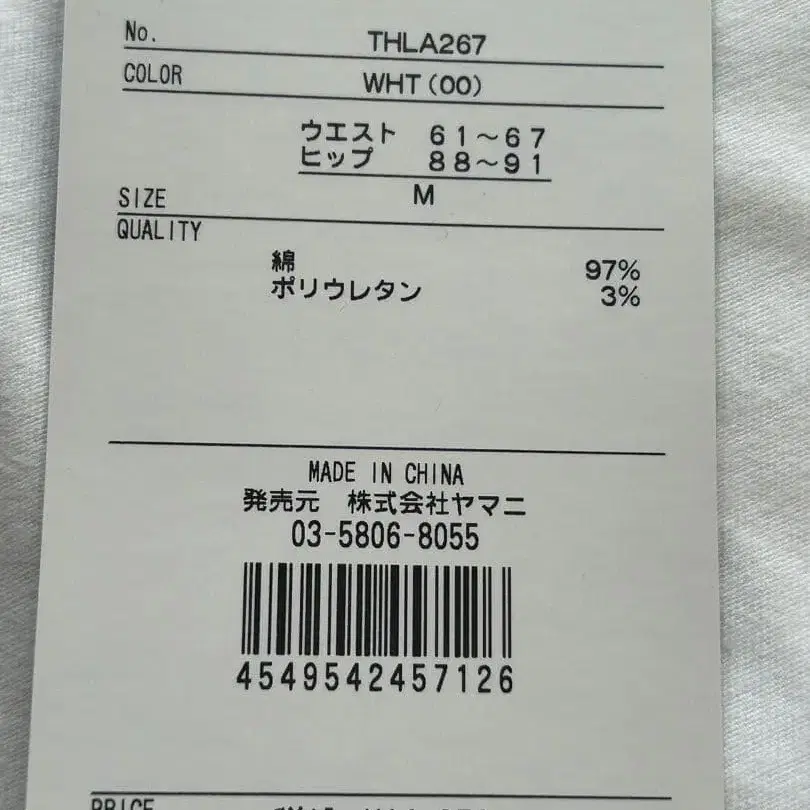 No. THLA267
COLOR WHT(00)
ウエスト 61〜67
ヒップ 88〜91
SIZE M
QUALITY
綿 97%
ポリウレタン 3%
MADE IN CHINA
発売元 株式会社ヤマニ
03-5806-8055
4549542457126
PRICE